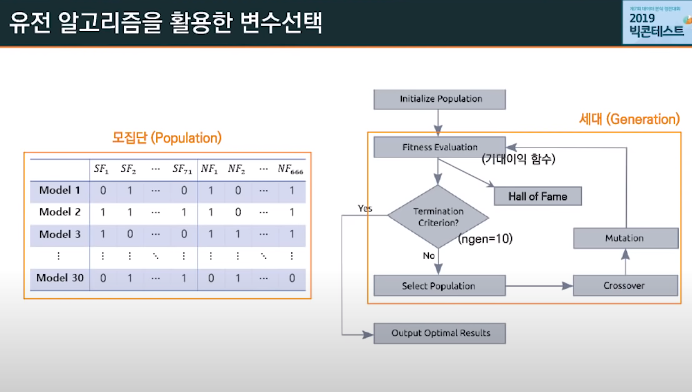 유전 알고리즘을 활용한 변수선택
2019
빅콘테스트
모집단 (Population)
SF₁ SF₂ ⋯ SF₇₁ NF₁ NF₂ ⋯ NF₆₆₆
Model 1 0 1 ⋯ 0 1 0 ⋯ 1
Model 2 1 1 ⋯ 1 1 0 ⋯ 1
Model 3 1 0 ⋯ 0 0 1 ⋯ 1
⋮ ⋮ ⋮ ⋱ ⋮ ⋮ ⋮ ⋱ ⋮
Model 30 0 1 ⋯ 1 0 1 ⋯ 0
Initialize Population
세대 (Generation)
Fitness Evaluation
(기대이익 함수)
Hall of Fame
Yes
Termination
Criterion?
(ngen=10)
No
Mutation
Select Population
Crossover
Output Optimal Results